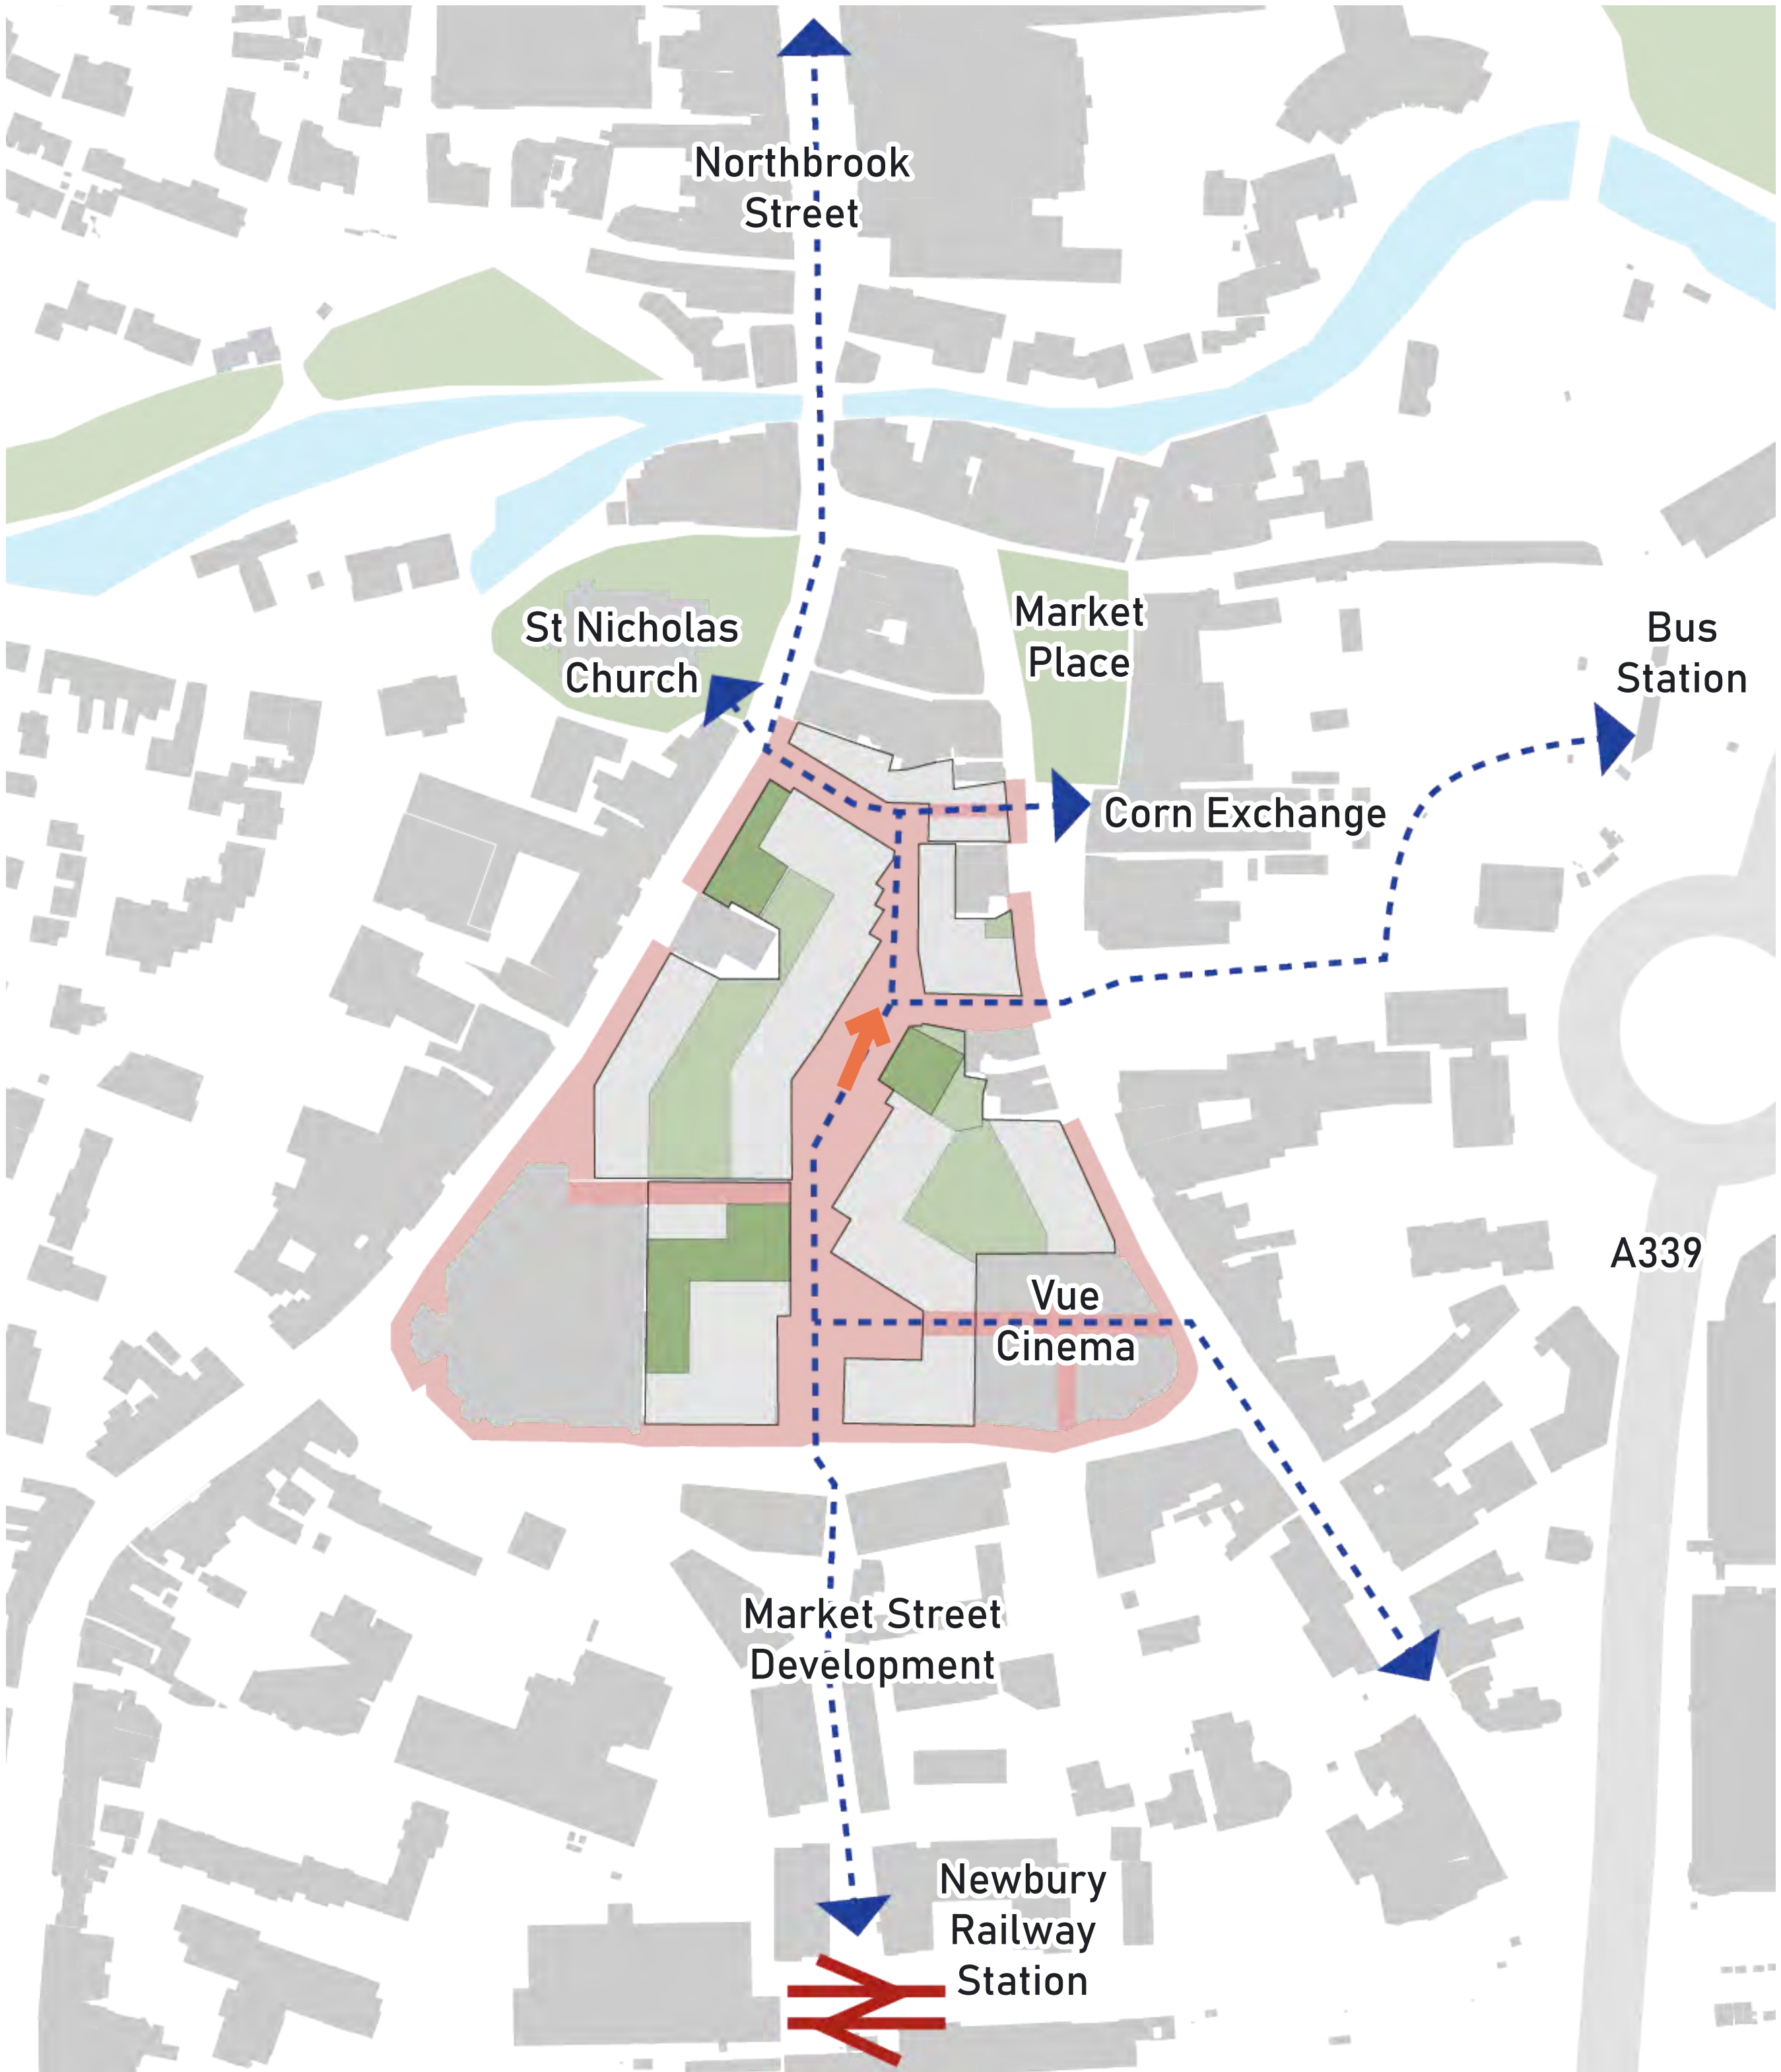 Northbrook
Street
St Nicholas
Church
Market
Place
Bus
Station
Corn Exchange
A339
Vue
Cinema
Market Street
Development
Newbury
Railway
Station